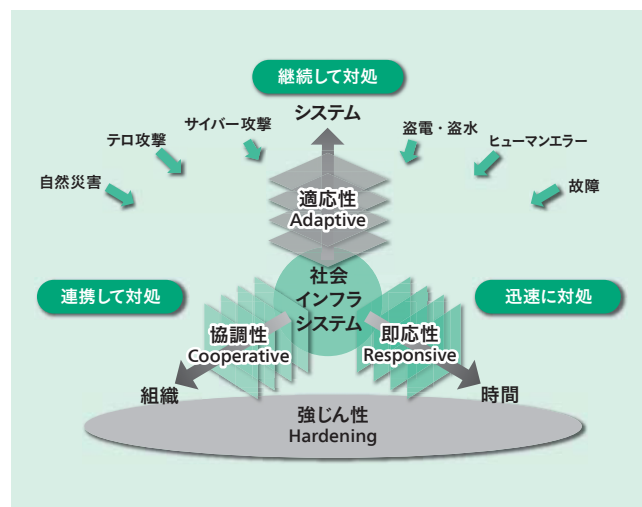 継続して対処
システム
サイバー攻撃
盗電・盗水
テロ攻撃
ヒューマンエラー
自然災害
故障
適応性
Adaptive
社会
インフラ
システム
連携して対処
迅速に対処
協調性
Cooperative
即応性
Responsive
組織
時間
強じん性
Hardening